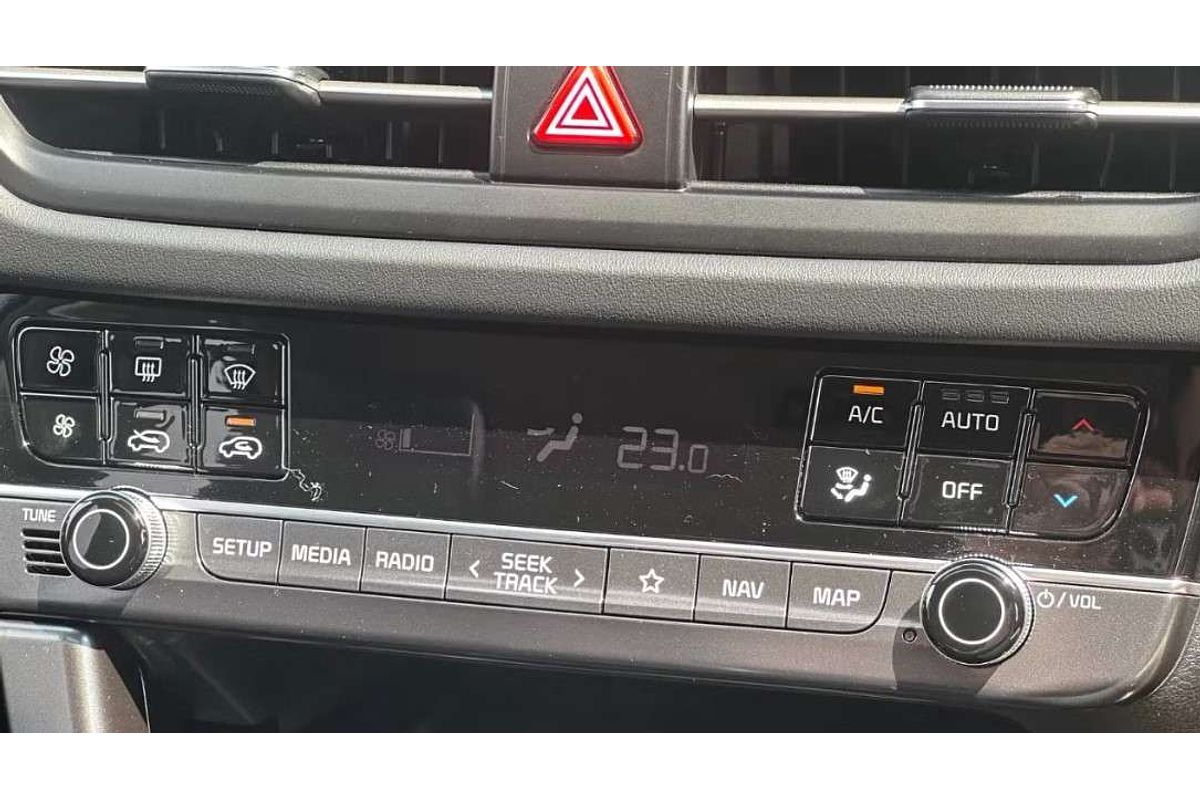 A/C
AUTO
23.0
OFF
TUNE
SETUP
MEDIA
RADIO
< SEEK TRACK >
NAV
MAP
/ VOL